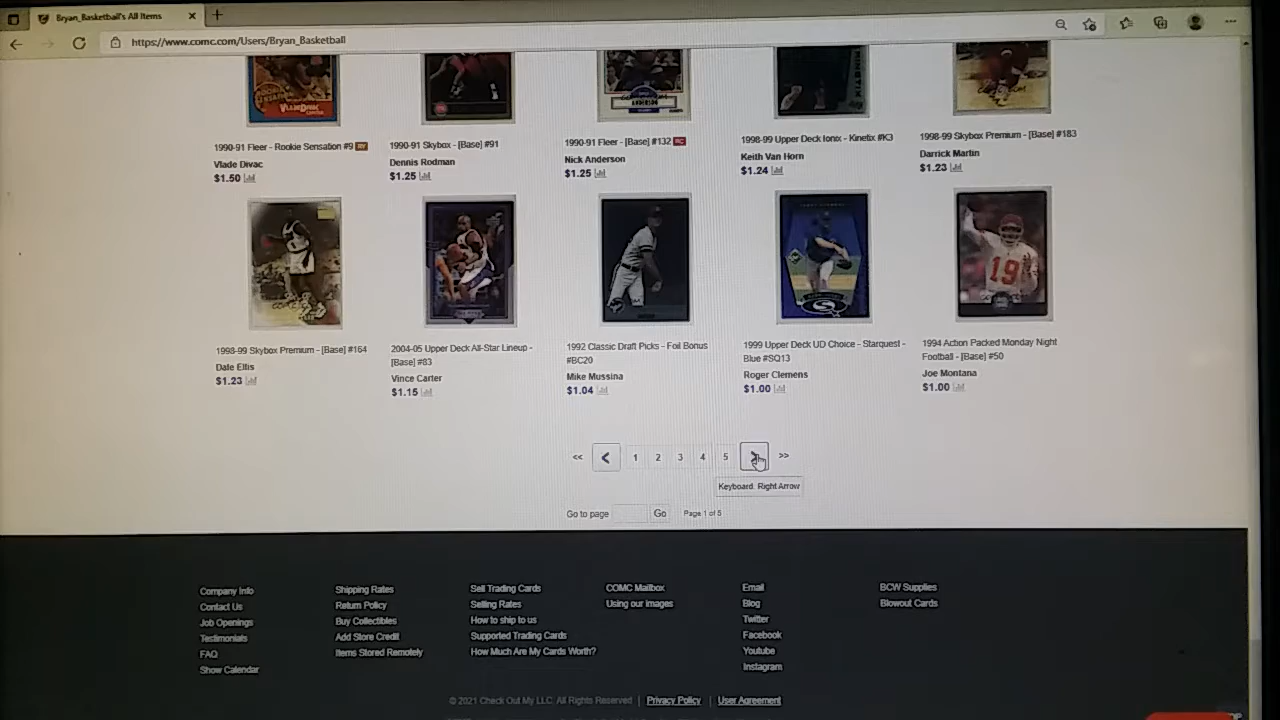 Bryan_Basketball's All Items
https://www.comc.com/Users/Bryan_Basketball
VLADE DIVAC
CENTER
1990-91 Fleer - Rookie Sensation #9 RY
Vlade Divac
$1.50
1990-91 Skybox - [Base] #91
Dennis Rodman
$1.25
1990-91 Fleer - [Base] #132 RC
Nick Anderson
$1.25
1998-99 Upper Deck Ionix - Kinetix #K3
Keith Van Horn
$1.24
1998-99 Skybox Premium - [Base] #183
Darrick Martin
$1.23
19
1998-99 Skybox Premium - [Base] #164
Dale Ellis
$1.23
2004-05 Upper Deck All-Star Lineup -
[Base] #83
Vince Carter
$1.15
1992 Classic Draft Picks - Foil Bonus
#BC20
Mike Mussina
$1.04
1999 Upper Deck UD Choice - Starquest -
Blue #SQ13
Roger Clemens
$1.00
1994 Action Packed Monday Night
Football - [Base] #50
Joe Montana
$1.00
<< < 1 2 3 4 5 > >>
Keyboard: Right Arrow
Go to page Go Page 1 of 5
Company Info
Contact Us
Job Openings
Testimonials
FAQ
Show Calendar
Shipping Rates
Return Policy
Buy Collectibles
Add Store Credit
Items Stored Remotely
Sell Trading Cards
Selling Rates
How to ship to us
Supported Trading Cards
How Much Are My Cards Worth?
COMC Mailbox
Using our Images
Email
Blog
Twitter
Facebook
Youtube
Instagram
BCW Supplies
Blowout Cards
© 2021 Check Out My LLC. All Rights Reserved | Privacy Policy | User Agreement